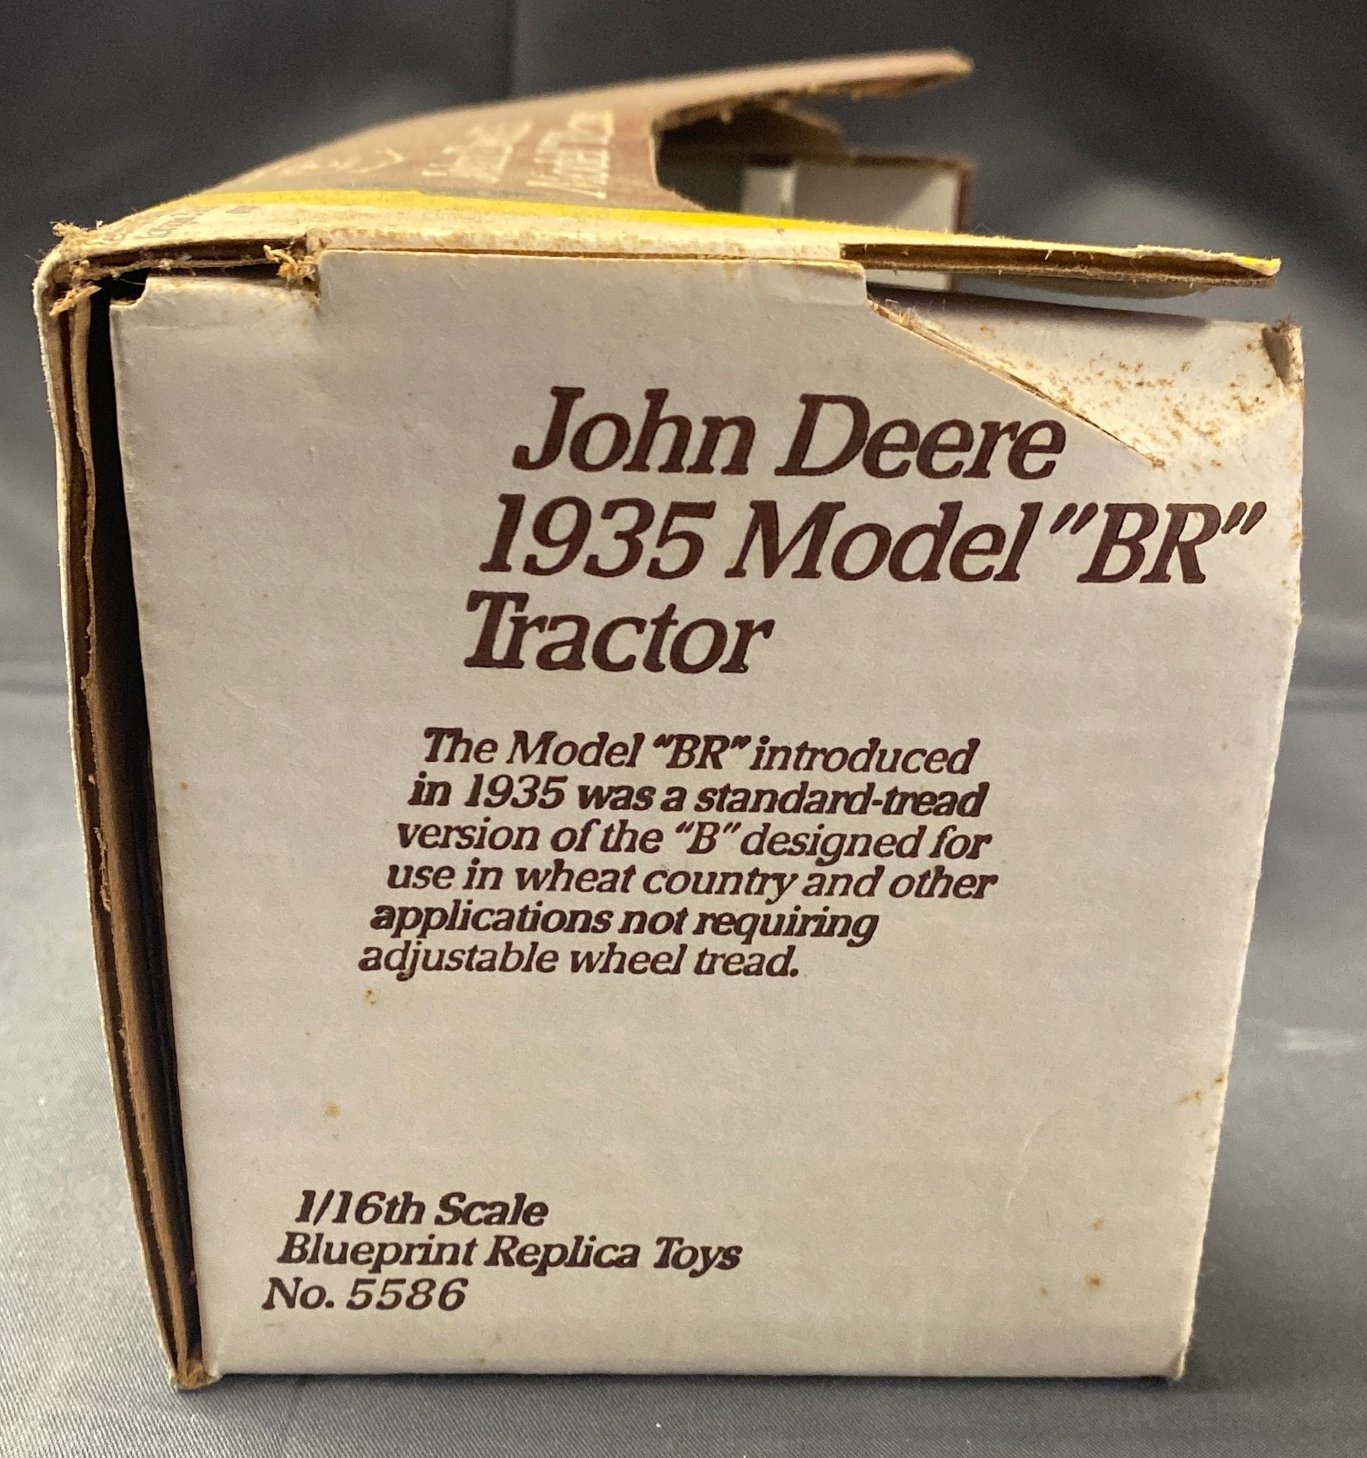 John Deere
1935 Model "BR"
Tractor
The Model "BR" introduced
in 1935 was a standard-tread
version of the "B" designed for
use in wheat country and other
applications not requiring
adjustable wheel tread.
1/16th Scale
Blueprint Replica Toys
No. 5586